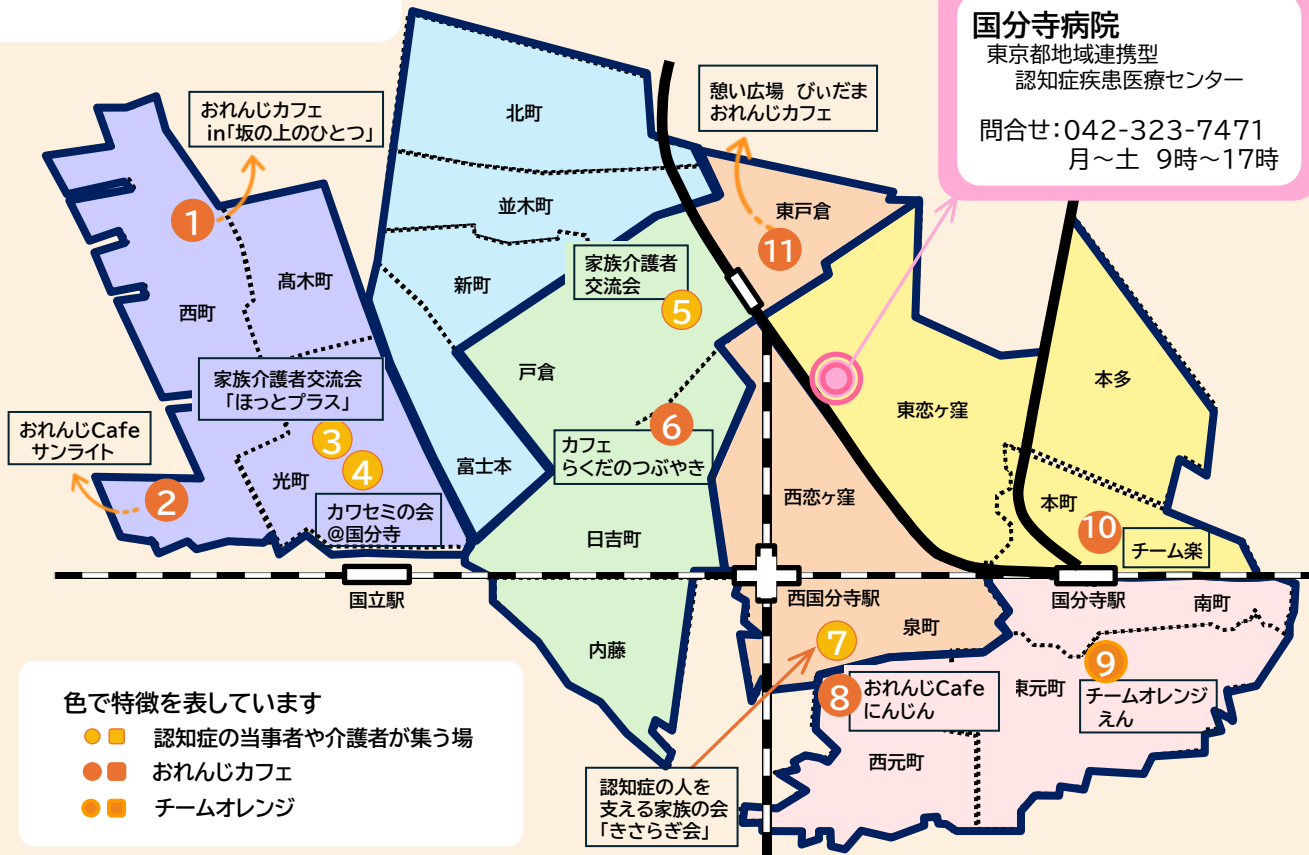 国分寺病院
東京都地域連携型
認知症疾患医療センター
問合せ：042-323-7471
月～土 9時～17時
憩い広場 びぃだま
おれんじカフェ
おれんじカフェ
in「坂の上のひとつ」
北町
並木町
新町
富士本
1
西町
髙木町
家族介護者交流会
「ほっとプラス」
3
4
光町
カワセミの会
@国分寺
おれんじCafe
サンライト
2
東戸倉
11
家族介護者
交流会
5
戸倉
6
カフェ
らくだのつぶやき
日吉町
内藤
東恋ヶ窪
西恋ヶ窪
本多
本町
10
チーム楽
国立駅
西国分寺駅
国分寺駅
泉町
7
南町
9
東元町
チームオレンジ
えん
8
おれんじCafe
にんじん
西元町
認知症の人を
支える家族の会
「きさらぎ会」
色で特徴を表しています
認知症の当事者や介護者が集う場
おれんじカフェ
チームオレンジ